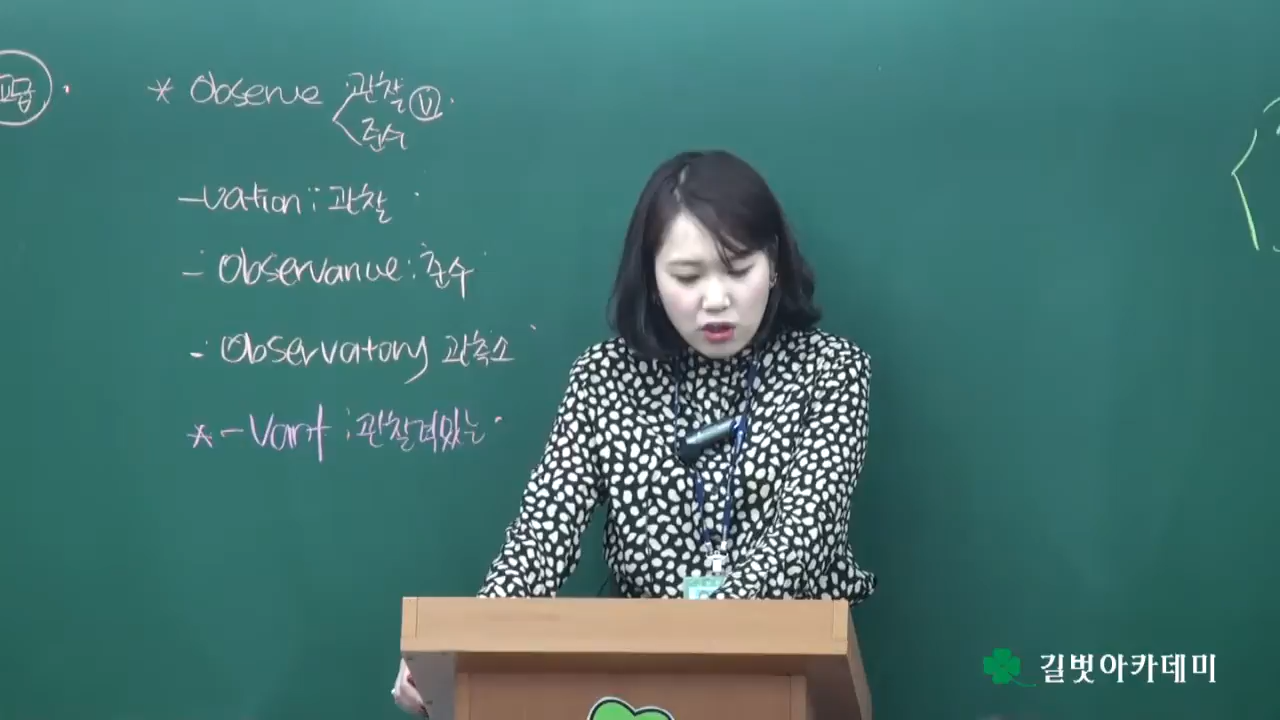 * Observe 관찰 ⓥ
준수
-vation : 관찰
- Observance : 준수
- Observatory 관측소
* -vant : 관찰력있는
길벗아카데미